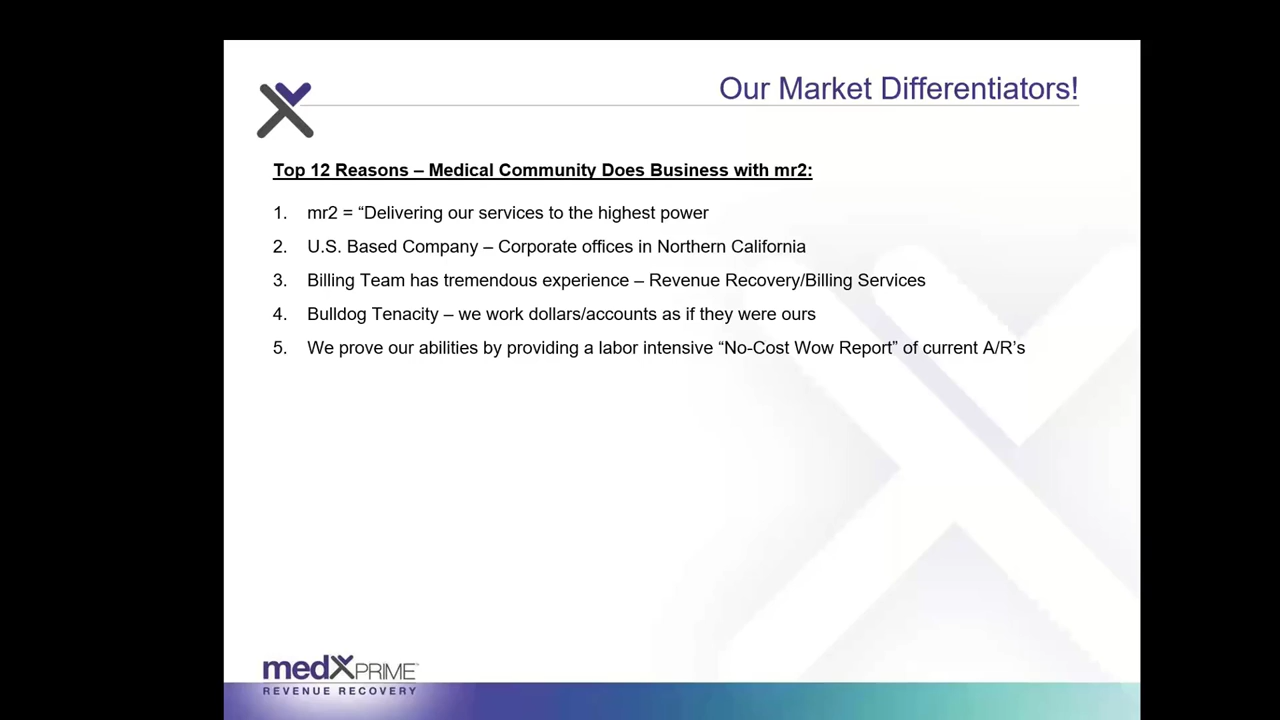 Our Market Differentiators!
Top 12 Reasons – Medical Community Does Business with mr2:
1. mr2 = “Delivering our services to the highest power
2. U.S. Based Company – Corporate offices in Northern California
3. Billing Team has tremendous experience – Revenue Recovery/Billing Services
4. Bulldog Tenacity – we work dollars/accounts as if they were ours
5. We prove our abilities by providing a labor intensive “No-Cost Wow Report” of current A/R’s
medXPRIME
REVENUE RECOVERY